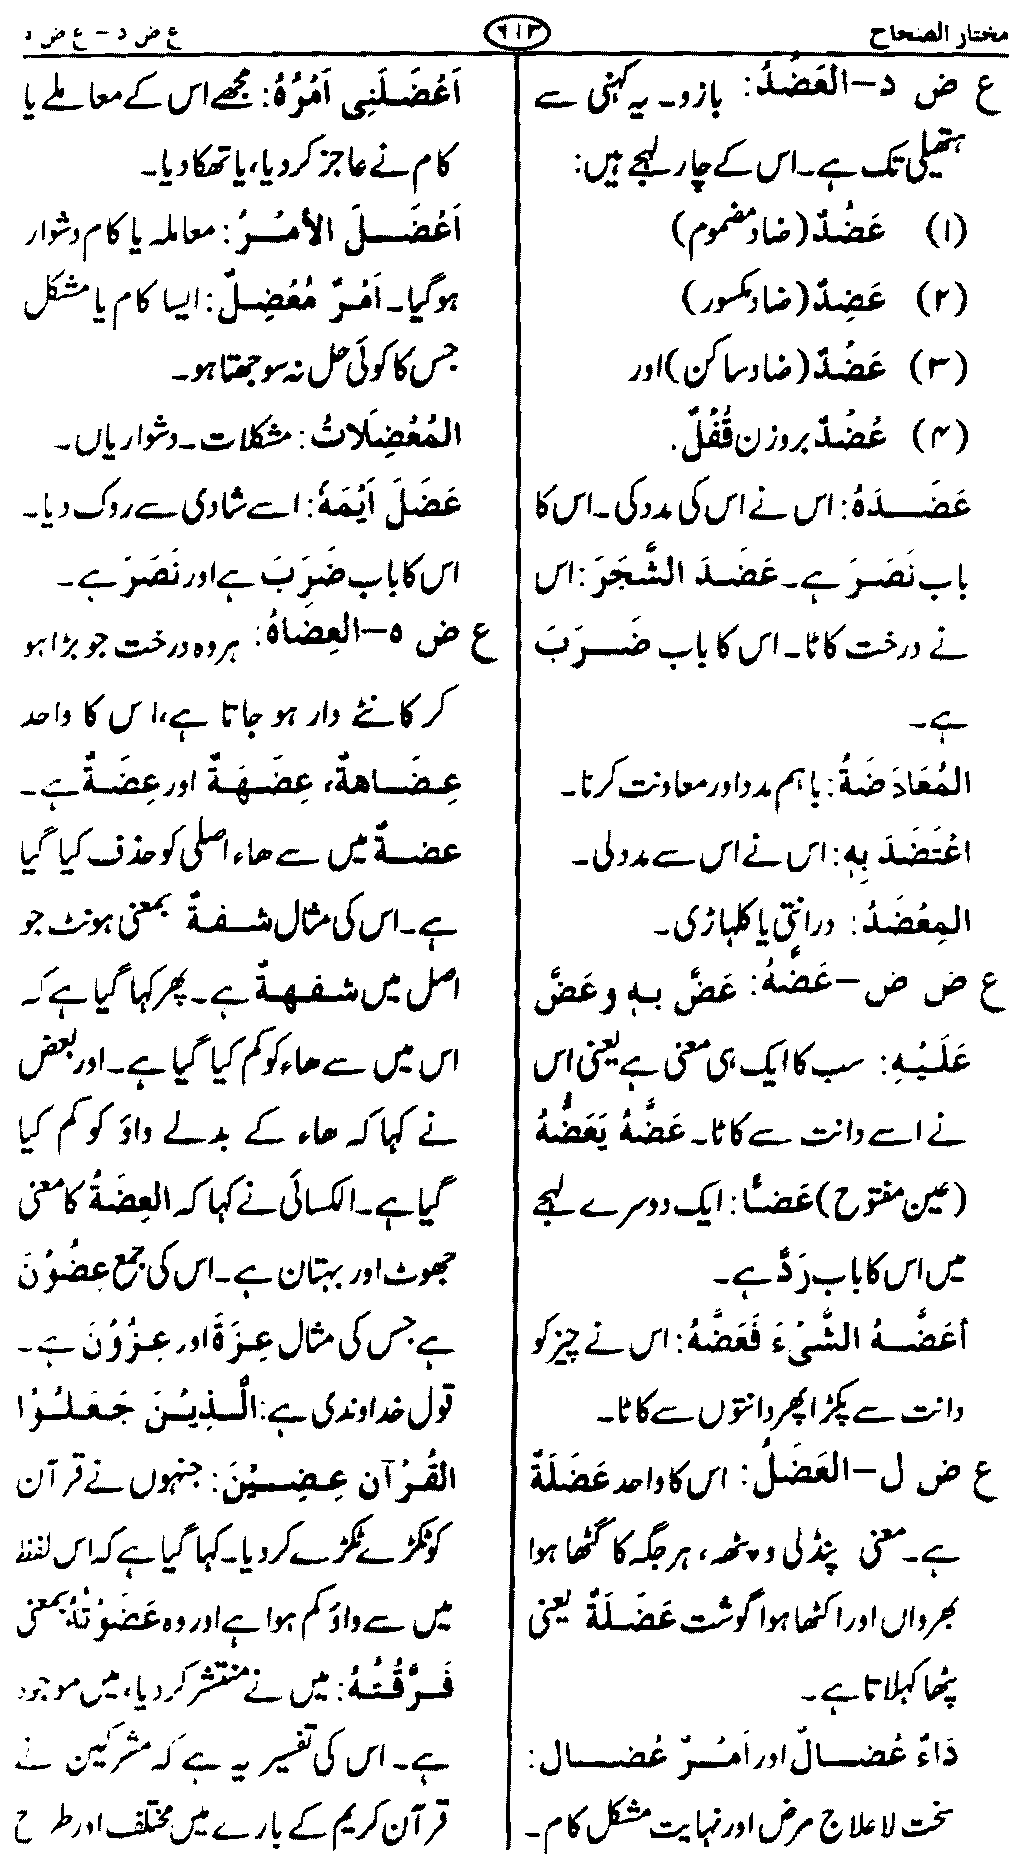 مختار الصحاح
۶۱۳
ع ض د – ع ض د
ع ض د–العَضُدُ: بازو۔ یہ کہنی سے
ہتھیلی تک ہے۔ اس کے چار لہجے ہیں:
(۱) عَضُدٌ (ضاد مضموم)
(۲) عَضِدٌ (ضاد مکسور)
(۳) عَضُدٌ (ضاد ساکن) اور
(۴) عُضُدٌ بروزن قُفُلٌ.
عَضَدَهُ: اس نے اس کی مدد کی۔ اس کا
باب نَصَرَ ہے۔ عَضَدَ الشَّجَرَ: اس
نے درخت کاٹا۔ اس کا باب ضَرَبَ
ہے۔
المُعَادَضَةُ: باہم مدد اور معاونت کرنا۔
اعْتَضَدَ بِهِ: اس نے اس سے مدد لی۔
المِعْضَدُ: درانتی یا کلہاڑی۔
ع ض ض–عَضَّهُ: عَضَّ بِهِ و عَضَّ
عَلَيْهِ: سب کا ایک ہی معنی ہے یعنی اس
نے اسے دانت سے کاٹا۔ عَضَّهُ يَعَضُّهُ
(عین مفتوح) عَضًّا: ایک دوسرے لہجے
میں اس کا باب رَدَّ ہے۔
أعَضَّهُ الشَّيْءَ فَعَضَّهُ: اس نے چیز کو
دانت سے پکڑا پھر دانتوں سے کاٹا۔
ع ض ل–العَضَلُ: اس کا واحد عَضَلَةٌ
ہے۔ معنی پنڈلی و پٹھہ، ہر جگہ کا گٹھا ہوا
بھرواں اور اکٹھا ہوا گوشت عَضَلَةٌ یعنی
پٹھا کہلاتا ہے۔
دَاءٌ عُضَالٌ اور اَمْرٌ عُضَال:
سخت لاعلاج مرض اور نہایت مشکل کام۔
اَعْضَلَنِی اَمْرُهُ: مجھے اس کے معاملے یا
کام نے عاجز کر دیا، یا تھکا دیا۔
اَعْضَلَ الأمْرُ: معاملہ یا کام دشوار
ہو گیا۔ اَمْرٌ مُعْضِلٌ: ایسا کام یا مشکل
جس کا کوئی حل نہ سوجھتا ہو۔
المُعْضِلَاتُ: مشکلات۔ دشواریاں۔
عَضَلَ اَيْمَهٗ: اسے شادی سے روک دیا۔
اس کا باب ضَرِبَ ہے اور نَصَرَ ہے۔
ع ض ہ–العِضَاهُ: ہر وہ درخت جو بڑا ہو
کر کانٹے دار ہو جاتا ہے، اس کا واحد
عِضَاهةٌ، عِضَهَةٌ اور عِضَةٌ ہے۔
عضةٌ میں سے ھاء اصلی کو حذف کیا گیا
ہے۔ اس کی مثال شفةٌ بمعنی ہونٹ جو
اصل میں شفهةٌ ہے۔ پھر کہا گیا ہے کہ
اس میں سے ھاء کو کم کیا گیا ہے۔ اور بعض
نے کہا کہ ھاء کے بدلے واؤ کو کم کیا
گیا ہے۔ الکسائی نے کہا کہ العِضَةُ کا معنی
جھوٹ اور بہتان ہے۔ اس کی جمع عِضُوْنَ
ہے جس کی مثال عِزَةٌ اور عِزُوْنَ ہے۔
قول خداوندی ہے: الَّذِيْنَ جَعَلُوْا
القُرْآن عِضِيْنَ: جنہوں نے قرآن
کو ٹکڑے ٹکڑے کر دیا۔ کہا گیا ہے کہ اس لفظ
میں سے واؤ کم ہوا ہے اور وہ عَضَوْتُهُ بمعنی
فَرَّقْتُهُ: میں نے منتشر کر دیا، میں موجود
ہے۔ اس کی تفسیر یہ ہے کہ مشرکین نے
قرآن کریم کے بارے میں مختلف اور طرح